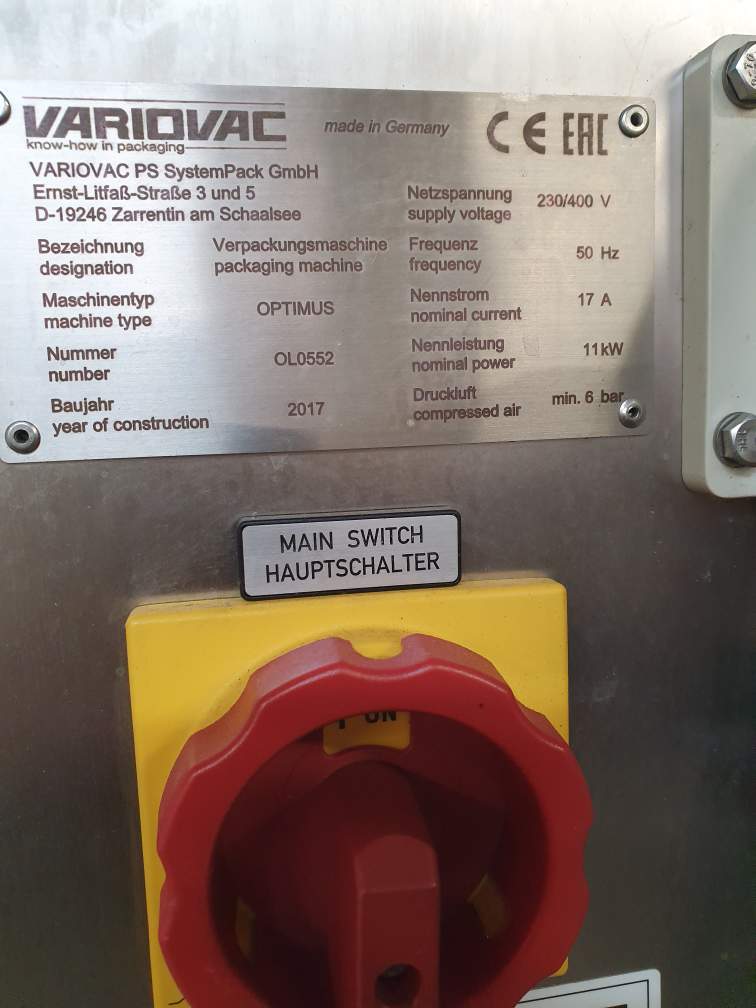 VARIOVAC
know-how in packaging
made in Germany
CE EAC
VARIOVAC PS SystemPack GmbH
Ernst-Litfaß-Straße 3 und 5
D-19246 Zarrentin am Schaalsee
Bezeichnung Verpackungsmaschine
designation packaging machine
Maschinentyp
machine type OPTIMUS
Nummer
number OL0552
Baujahr
year of construction 2017
Netzspannung
supply voltage 230/400 V
Frequenz
frequency 50 Hz
Nennstrom
nominal current 17 A
Nennleistung
nominal power 11kW
Druckluft
compressed air min. 6 bar
MAIN SWITCH
HAUPTSCHALTER
I ON